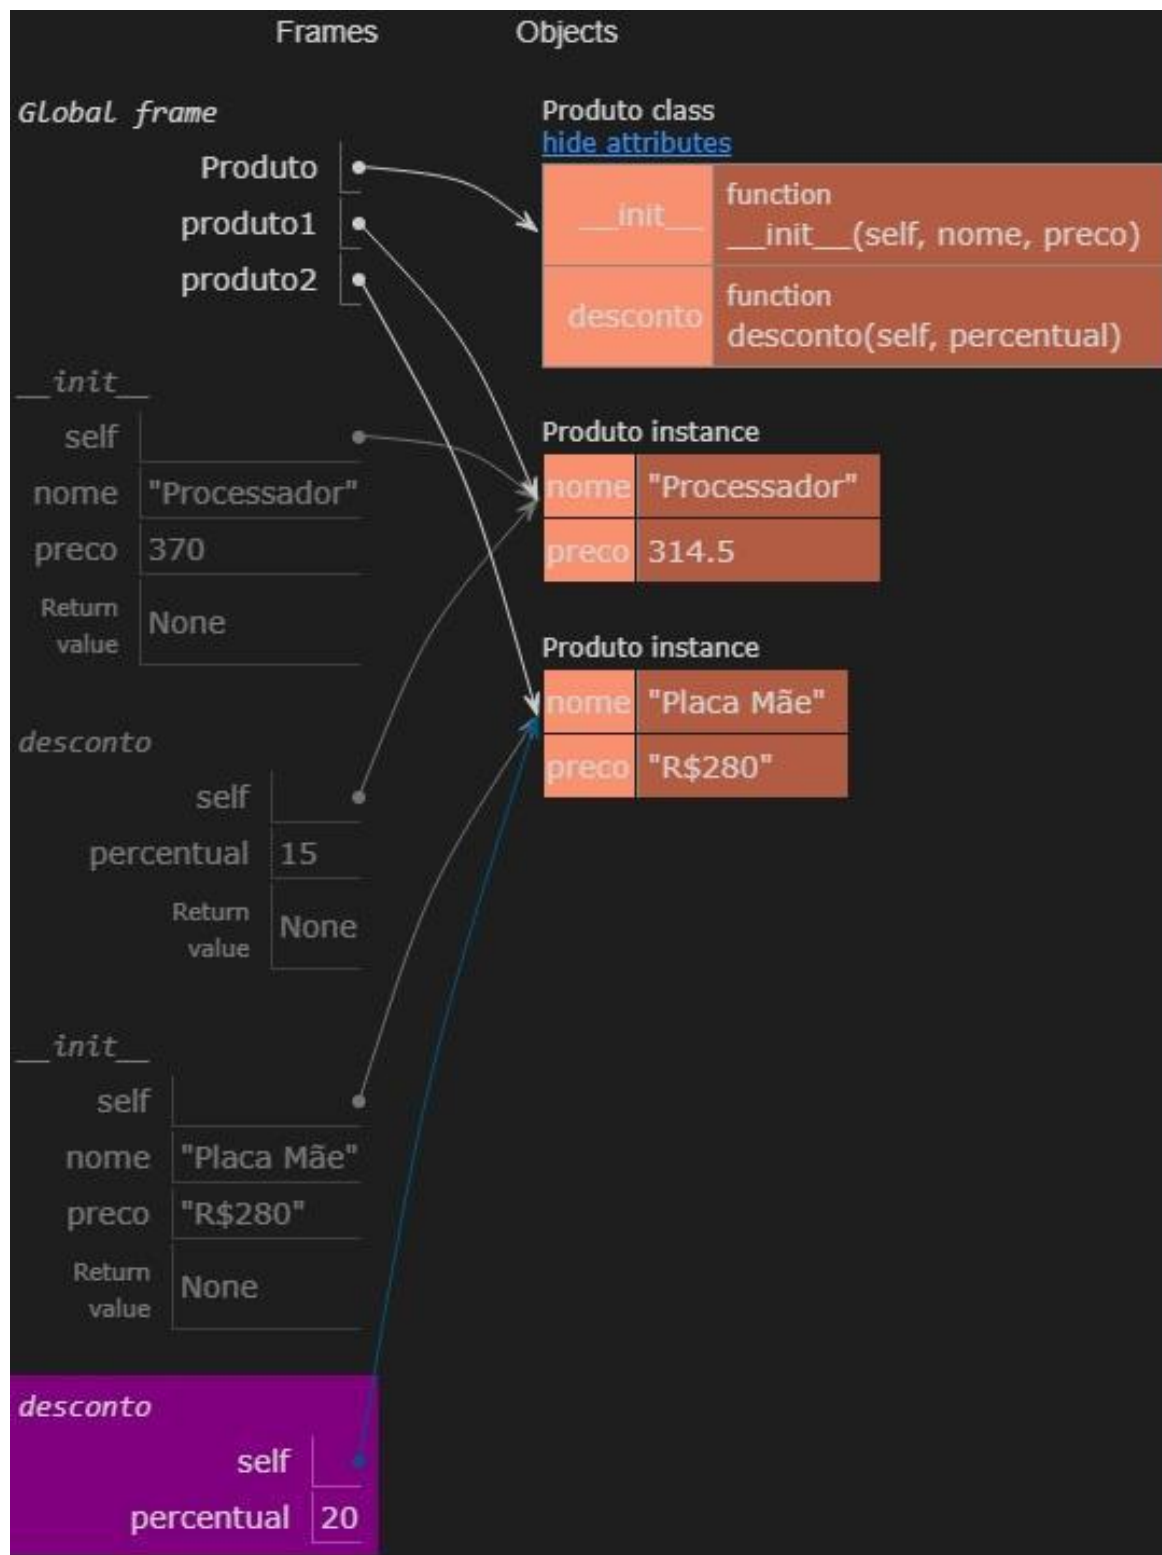 Frames
Objects
Global frame
Produto
produto1
produto2
Produto class
hide attributes
__init__
function
__init__(self, nome, preco)
desconto
function
desconto(self, percentual)
__init__
self
nome "Processador"
preco 370
Return
value
None
Produto instance
nome "Processador"
preco 314.5
Produto instance
nome "Placa Mãe"
preco "R$280"
desconto
self
percentual 15
Return
value
None
__init__
self
nome "Placa Mãe"
preco "R$280"
Return
value
None
desconto
self
percentual 20